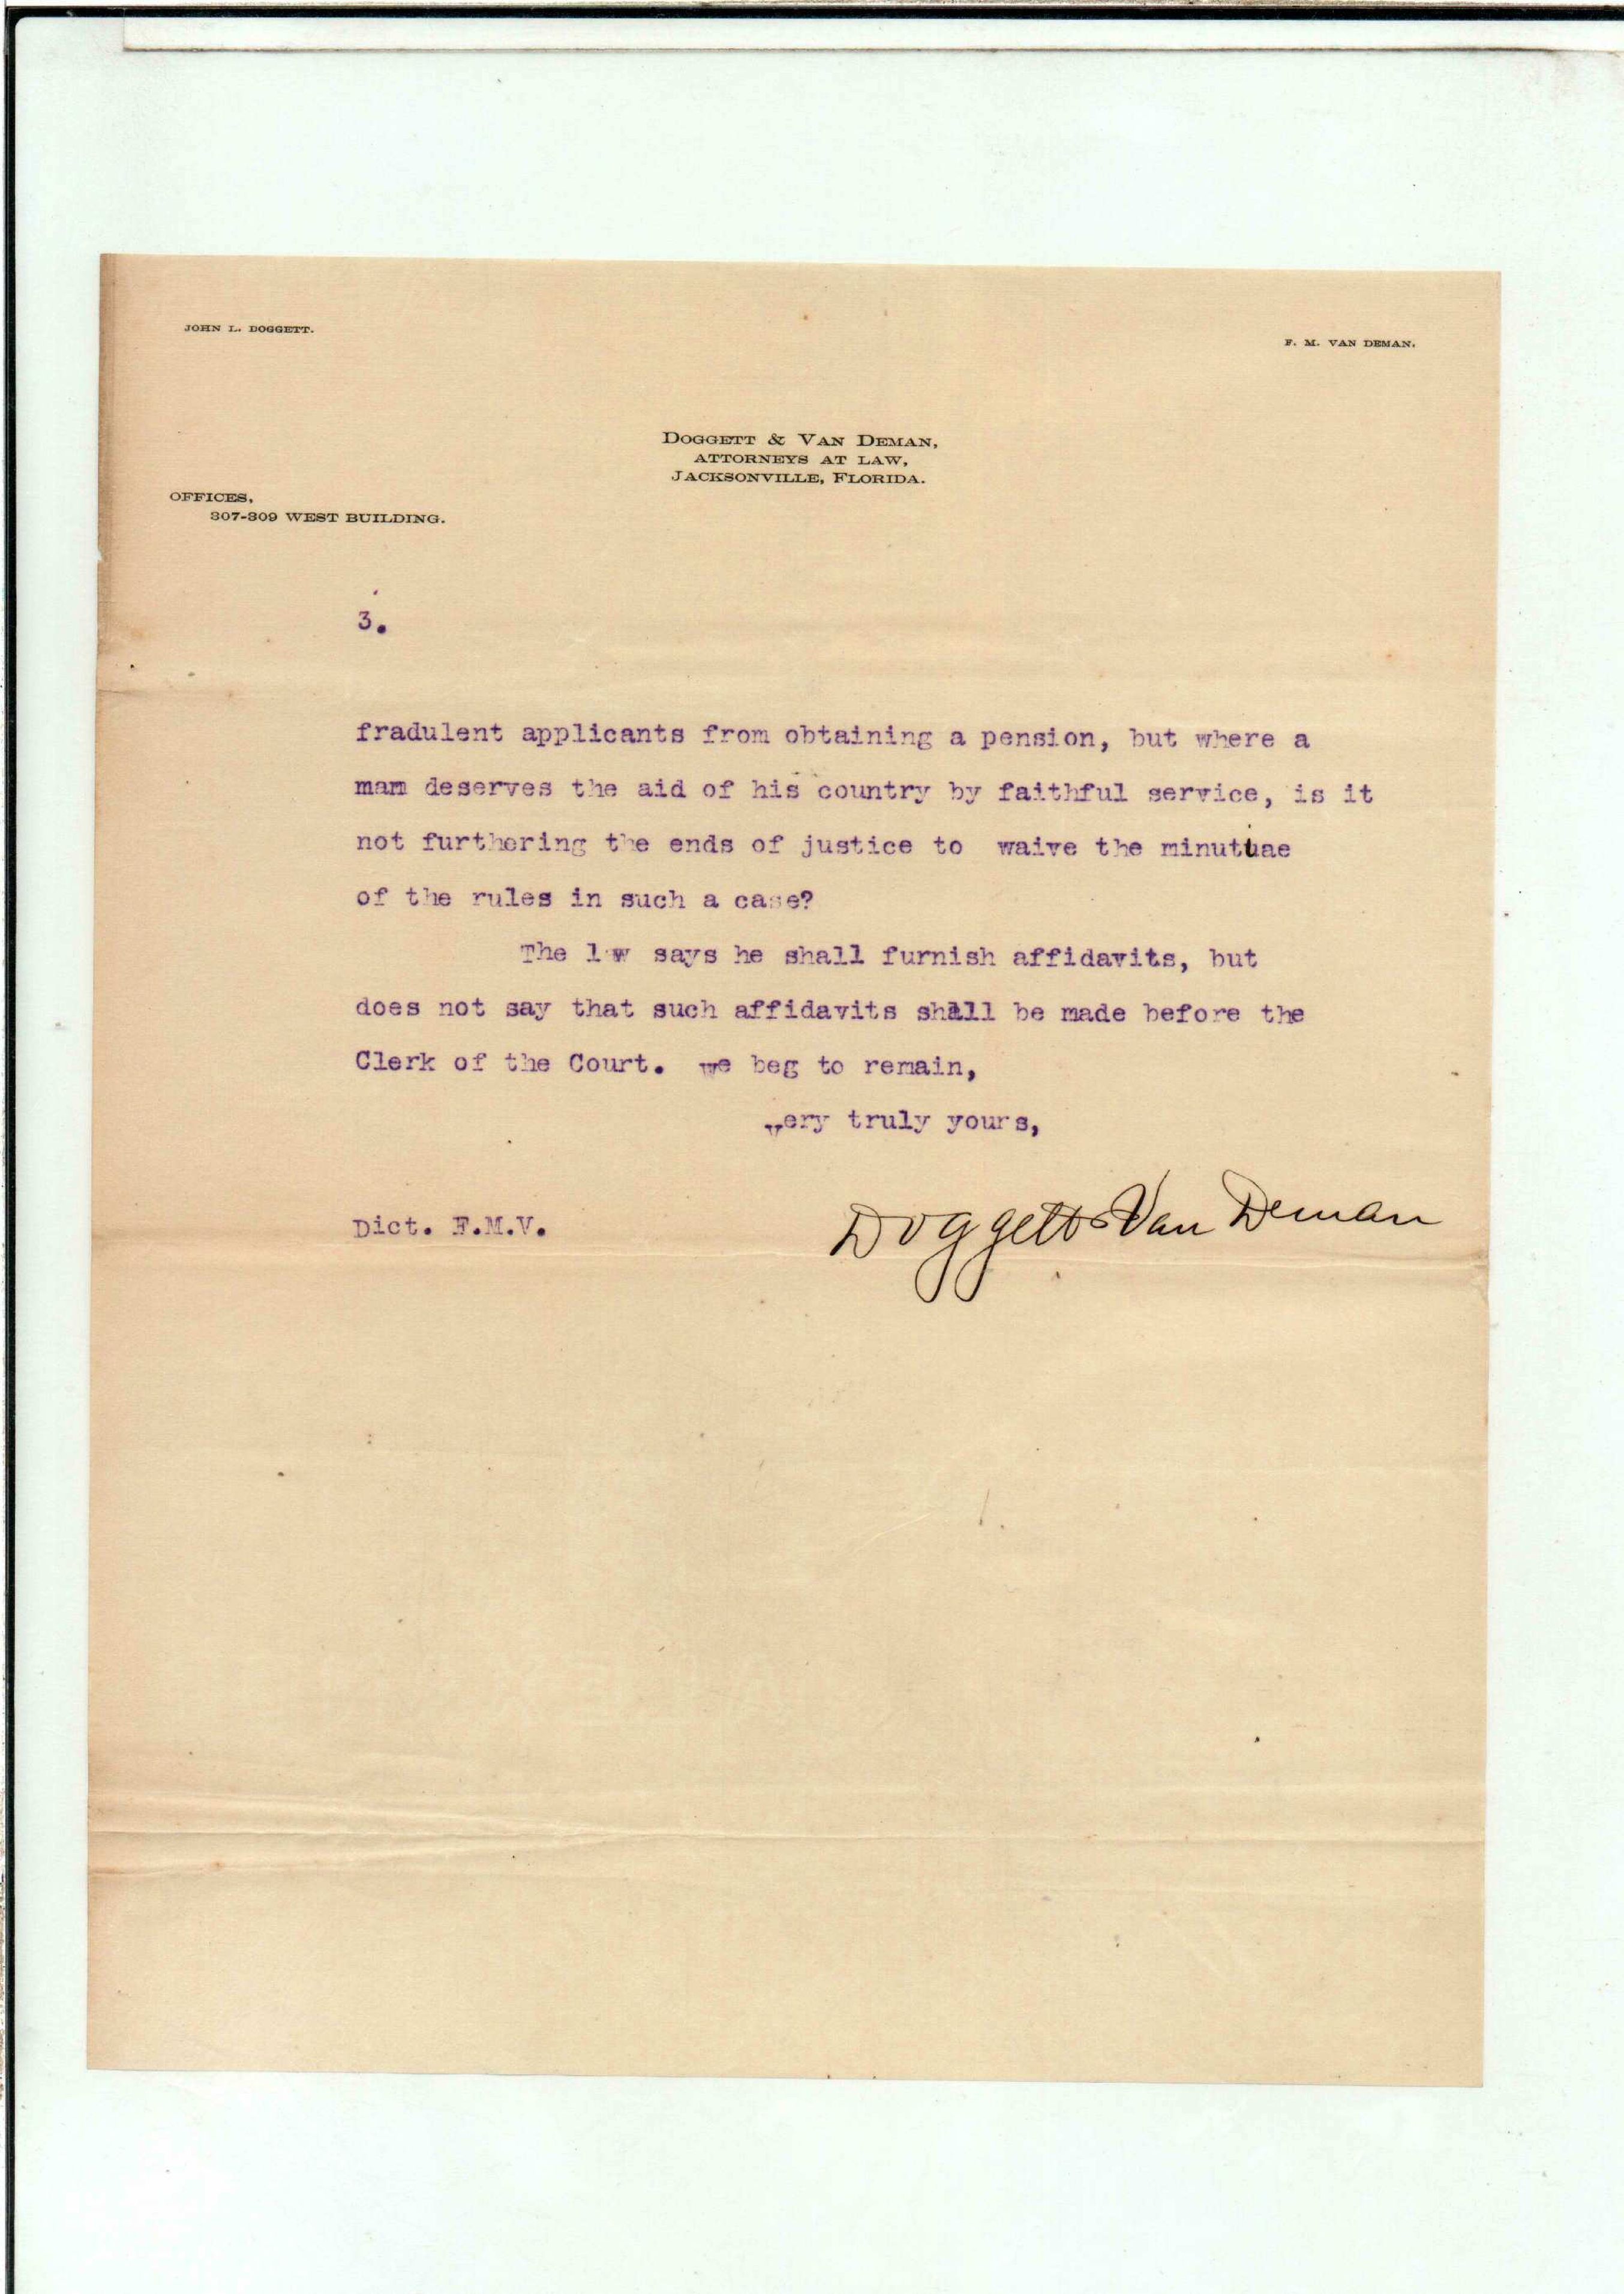 JOHN L. DOGGETT.
F. M. VAN DEMAN.
DOGGETT & VAN DEMAN,
ATTORNEYS AT LAW,
JACKSONVILLE, FLORIDA.
OFFICES,
307-309 WEST BUILDING.
3.
fradulent applicants from obtaining a pension, but where a
mam deserves the aid of his country by faithful service, is it
not furthering the ends of justice to waive the minutiae
of the rules in such a case?
The law says he shall furnish affidavits, but
does not say that such affidavits shall be made before the
Clerk of the Court. we beg to remain,
Very truly yours,
Doggett & Van Deman
Dict. F.M.V.